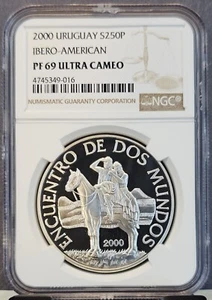 2000 URUGUAY S250P
IBERO-AMERICAN
PF 69 ULTRA CAMEO
4745349-016
NUMISMATIC GUARANTY CORPORATION
NGC
ENCUENTRO DE DOS MUNDOS
2000